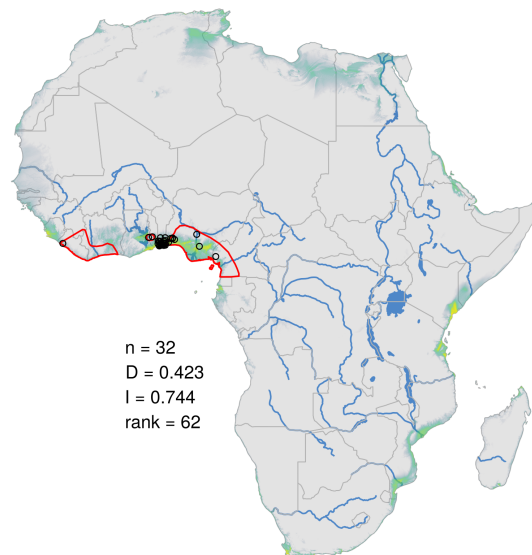 n = 32
D = 0.423
I = 0.744
rank = 62